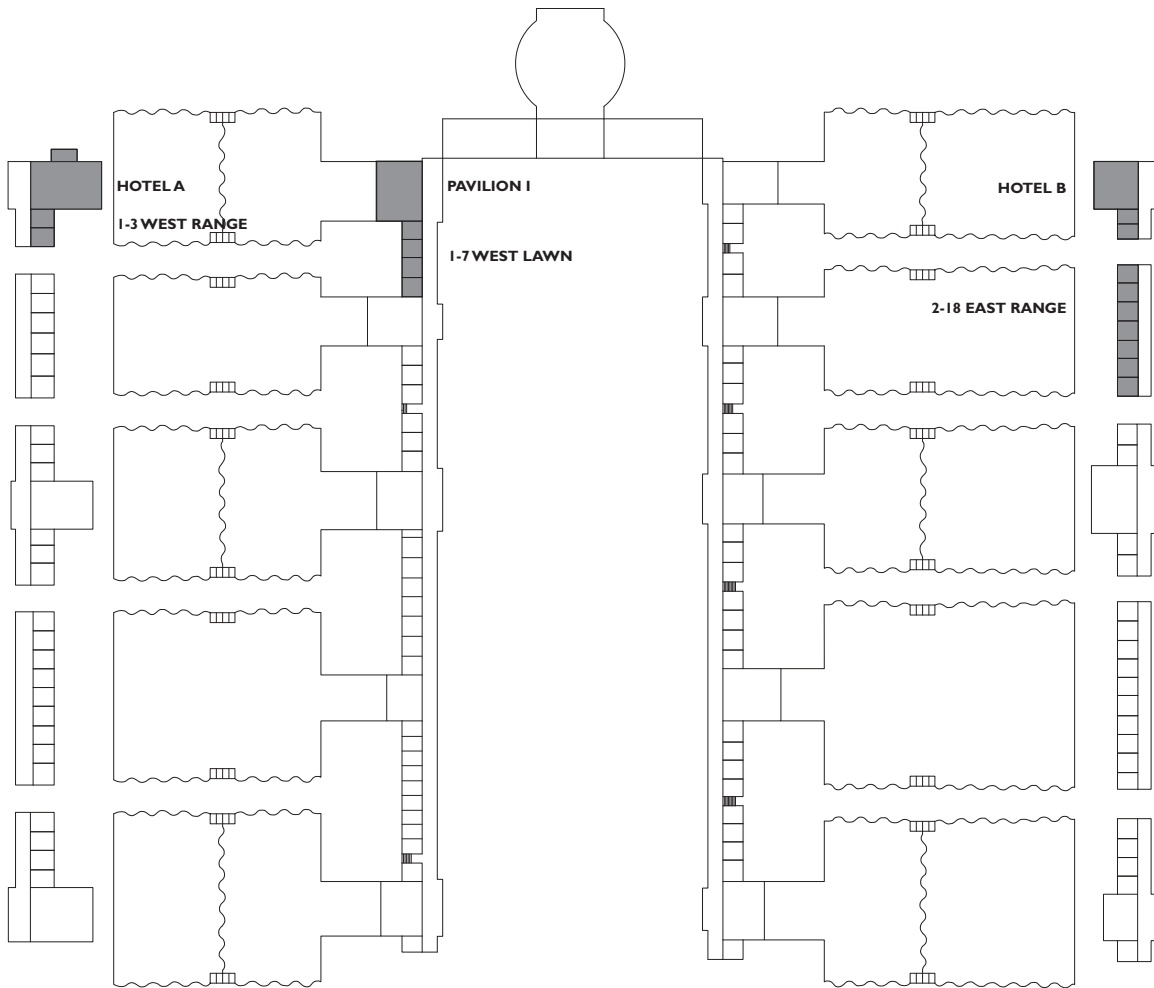 HOTEL A
1-3 WEST RANGE
PAVILION I
1-7 WEST LAWN
HOTEL B
2-18 EAST RANGE